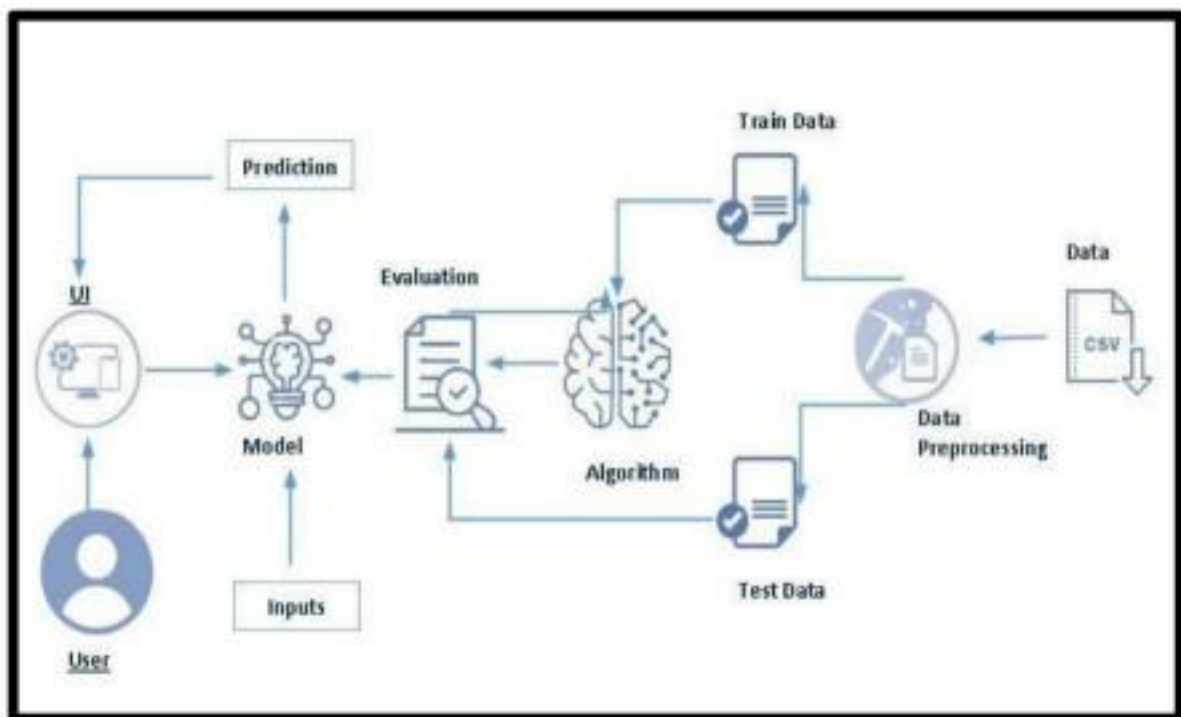 Train Data
Prediction
Data
Evaluation
UI
CSV
Model
Data
Preprocessing
Algorithm
Inputs
Test Data
User